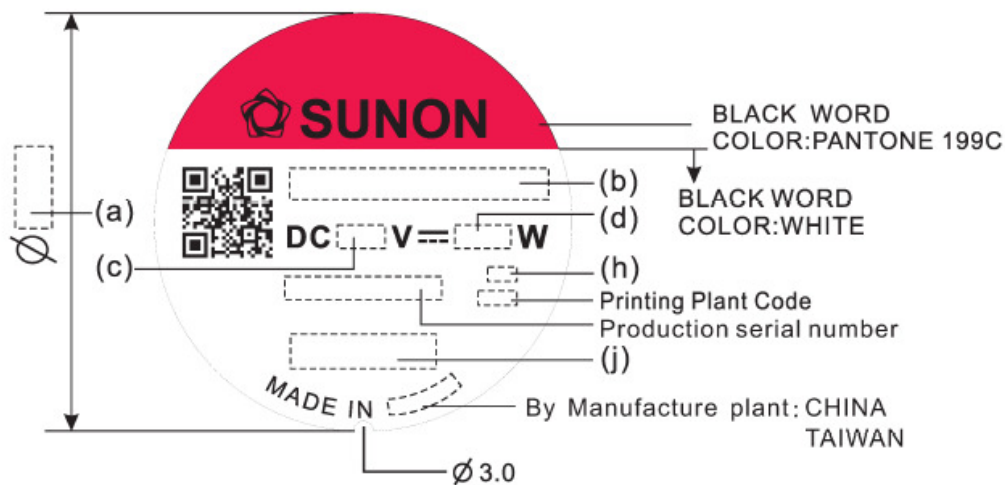 SUNON
BLACK WORD
COLOR:PANTONE 199C
(b)
BLACK WORD
COLOR:WHITE
(a)
(d)
DC V⎓ W
Ø
(c)
(h)
Printing Plant Code
Production serial number
(j)
MADE IN
By Manufacture plant: CHINA
TAIWAN
Ø 3.0